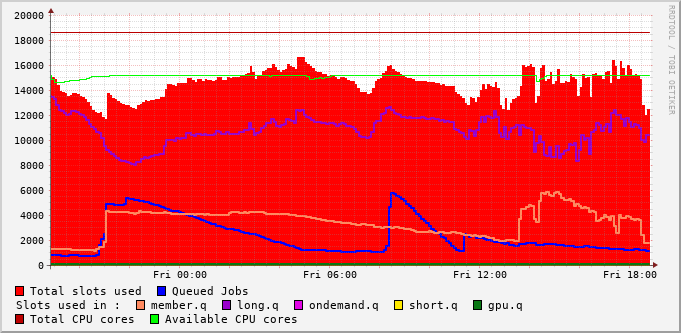 RRDTOOL / TOBI OETIKER
20000
18000
16000
14000
12000
10000
8000
6000
4000
2000
0
Fri 00:00 Fri 06:00 Fri 12:00 Fri 18:00
Total slots used Queued Jobs
Slots used in : member.q long.q ondemand.q short.q gpu.q
Total CPU cores Available CPU cores